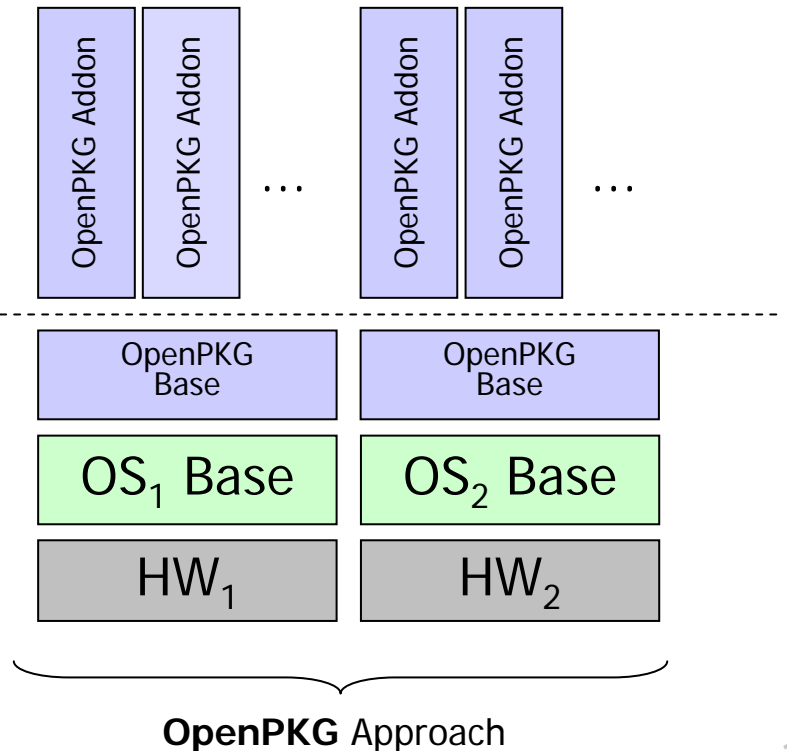 OpenPKG Addon
OpenPKG Addon
...
OpenPKG Addon
OpenPKG Addon
...
OpenPKG
Base
OpenPKG
Base
OS₁ Base
OS₂ Base
HW₁
HW₂
OpenPKG Approach